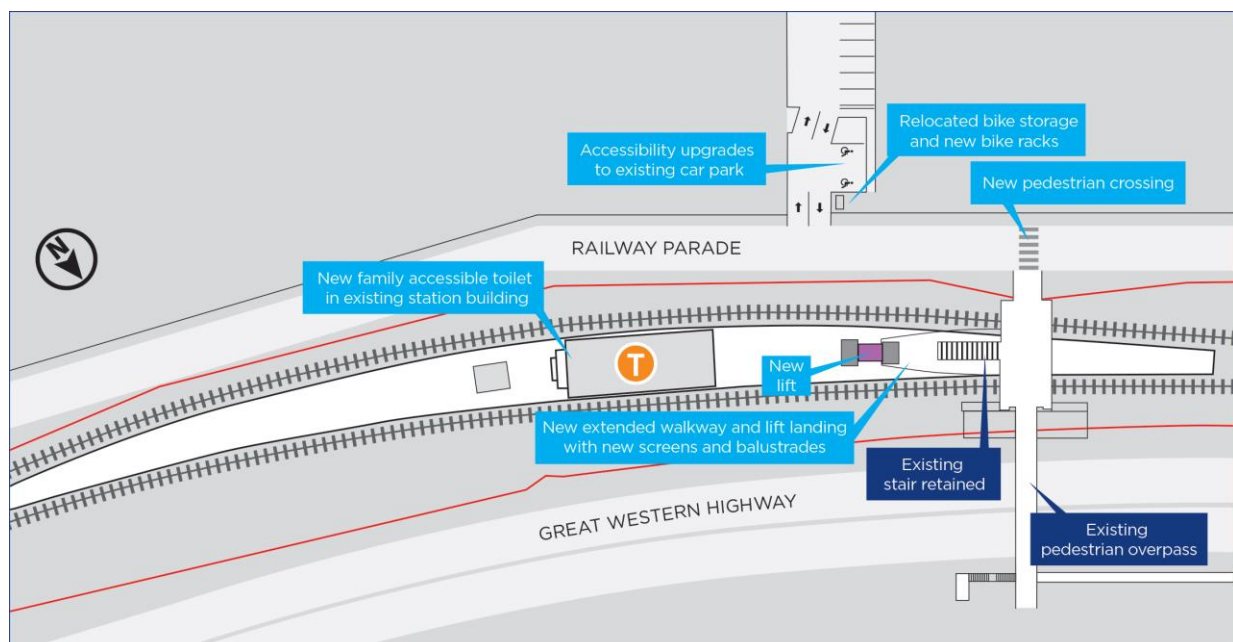 Relocated bike storage
and new bike racks
Accessibility upgrades
to existing car park
New pedestrian crossing
RAILWAY PARADE
N
New family accessible toilet
in existing station building
T
New
lift
New extended walkway and lift landing
with new screens and balustrades
Existing
stair retained
GREAT WESTERN HIGHWAY
Existing
pedestrian overpass